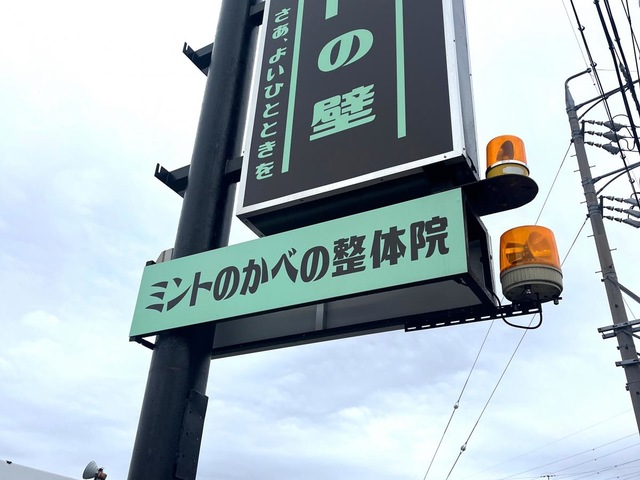 トの壁
さあ、よいひとときを
ミントのかべの整体院